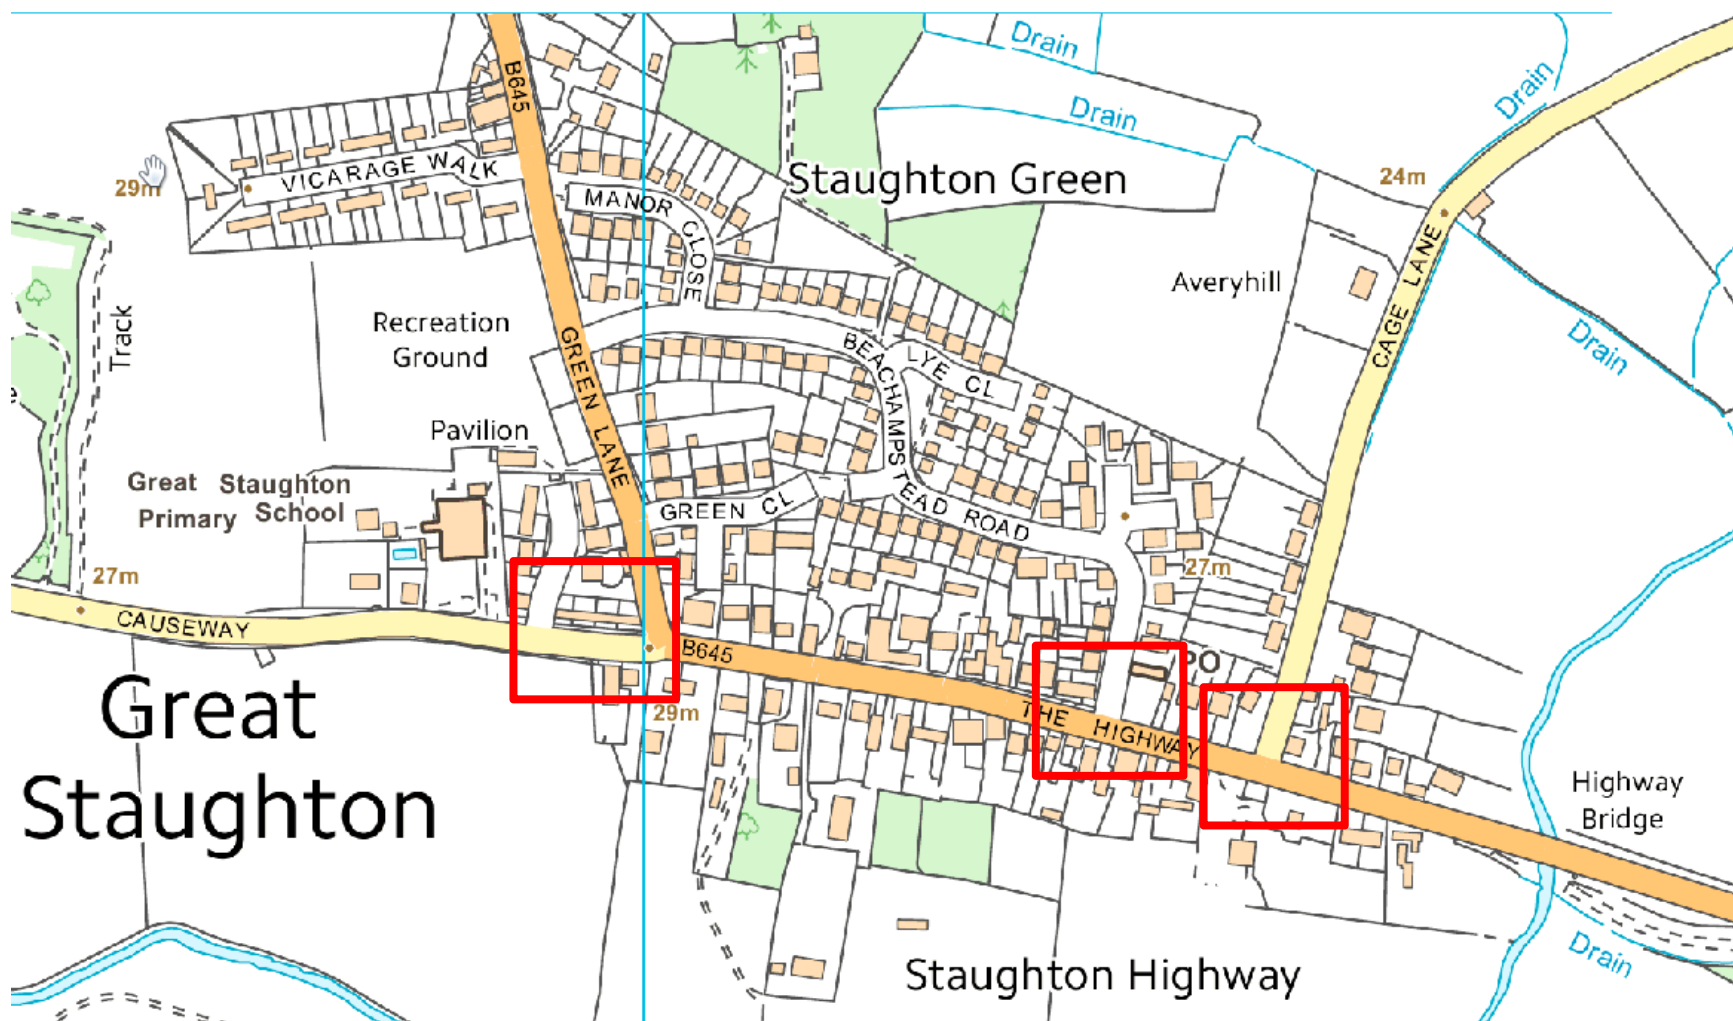 Drain
B645
Drain
Drain
VICARAGE WALK
29m
Staughton Green
24m
MANOR CLOSE
CAGE LANE
Averyhill
Track
Recreation
Ground
GREEN LANE
BEACHAMPSTEAD ROAD
LYE CL
Drain
Pavilion
Great Staughton
Primary School
GREEN CL
27m
27m
CAUSEWAY
B645
PO
Great
Staughton
29m
THE HIGHWAY
Highway
Bridge
Staughton Highway
Drain